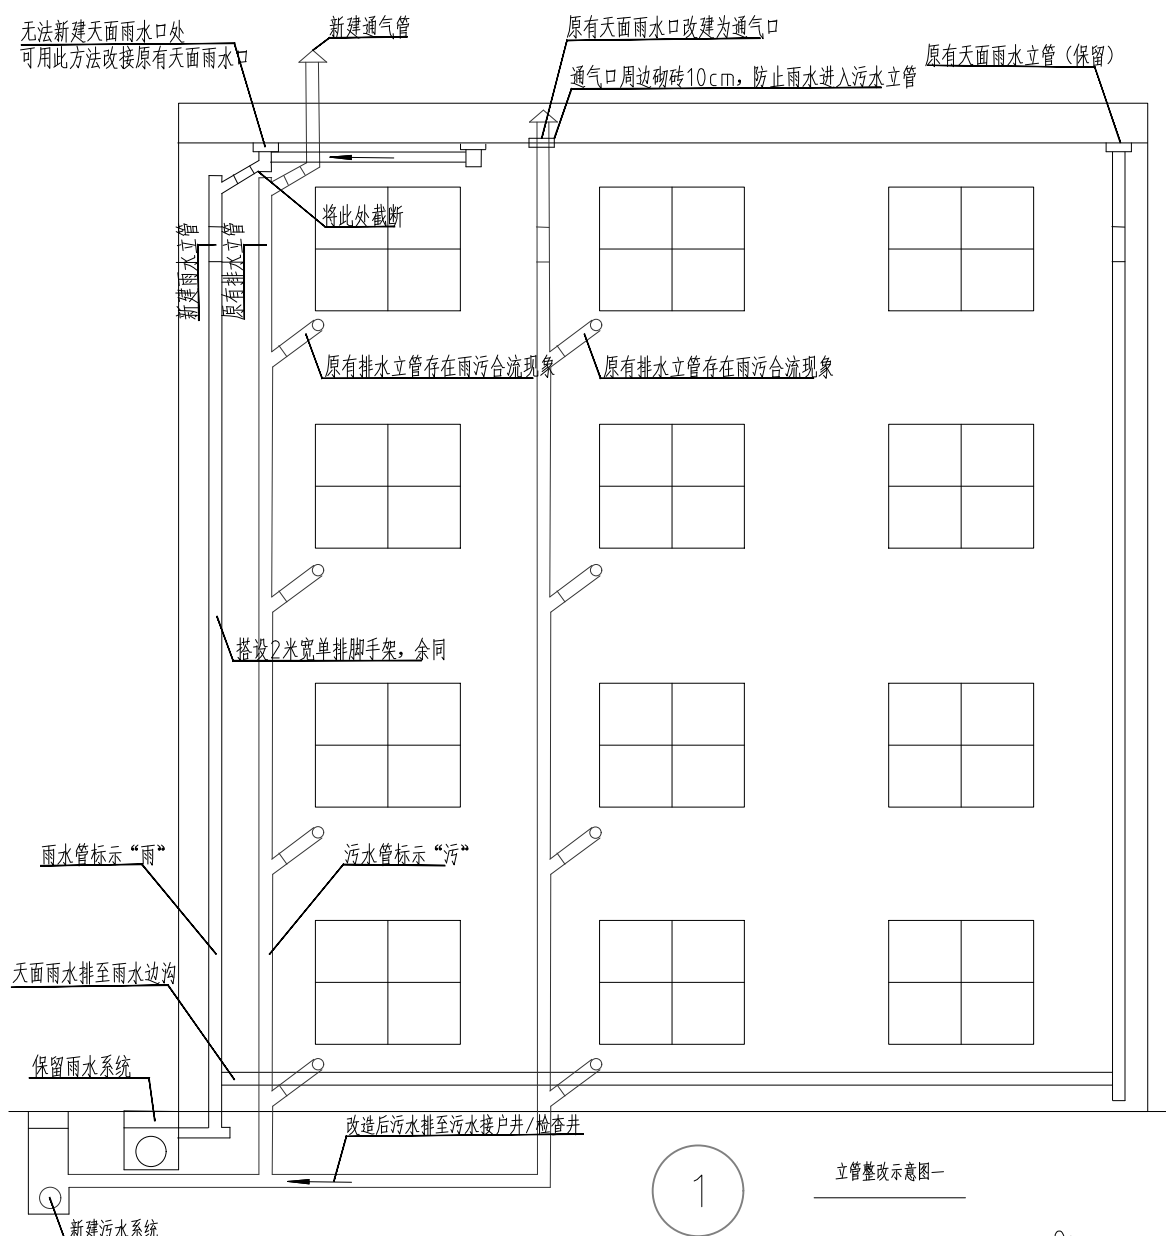 无法新建天面雨水口处
可用此方法改接原有天面雨水口
新建通气管
原有天面雨水口改建为通气口
通气口周边砌砖10cm，防止雨水进入污水立管
原有天面雨水立管（保留）
将此处截断
新建雨水立管
原有排水立管
原有排水立管存在雨污合流现象
原有排水立管存在雨污合流现象
搭设2米宽单排脚手架，余同
雨水管标示“雨”
污水管标示“污”
天面雨水排至雨水边沟
保留雨水系统
改造后污水排至污水接户井/检查井
1
立管整改示意图一
新建污水系统